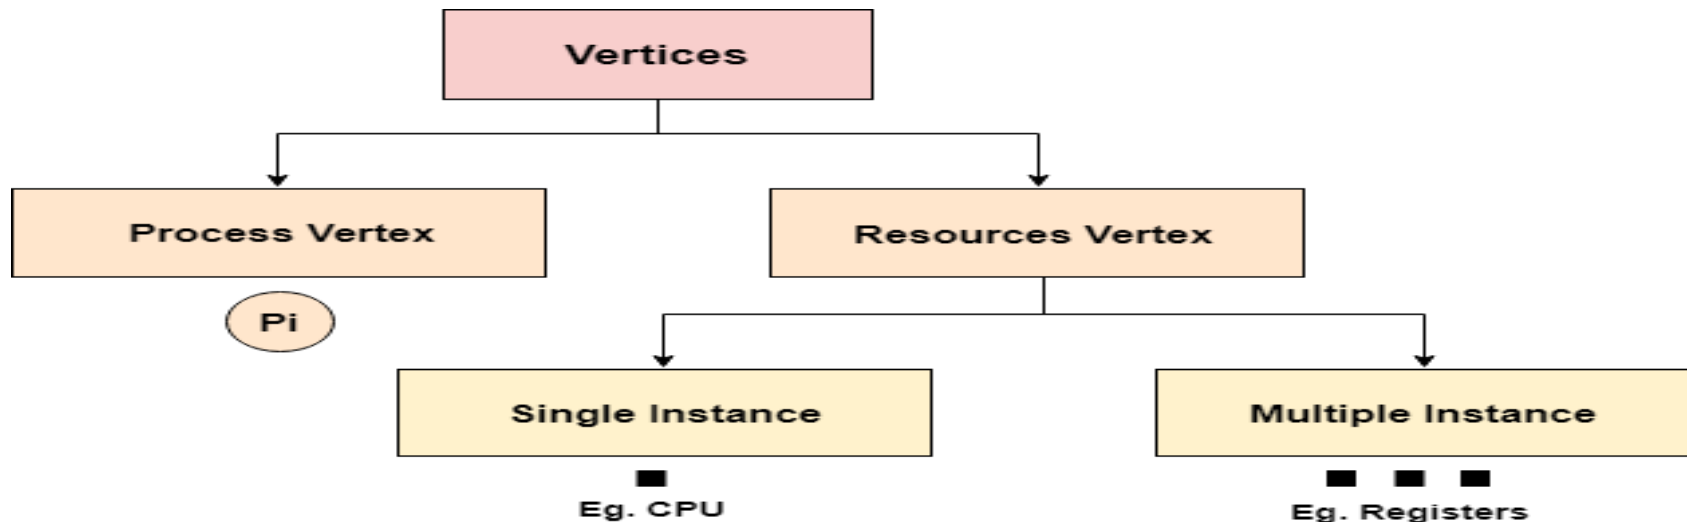 Vertices
Process Vertex
Resources Vertex
Pi
Single Instance
Multiple Instance
Eg. CPU
Eg. Registers